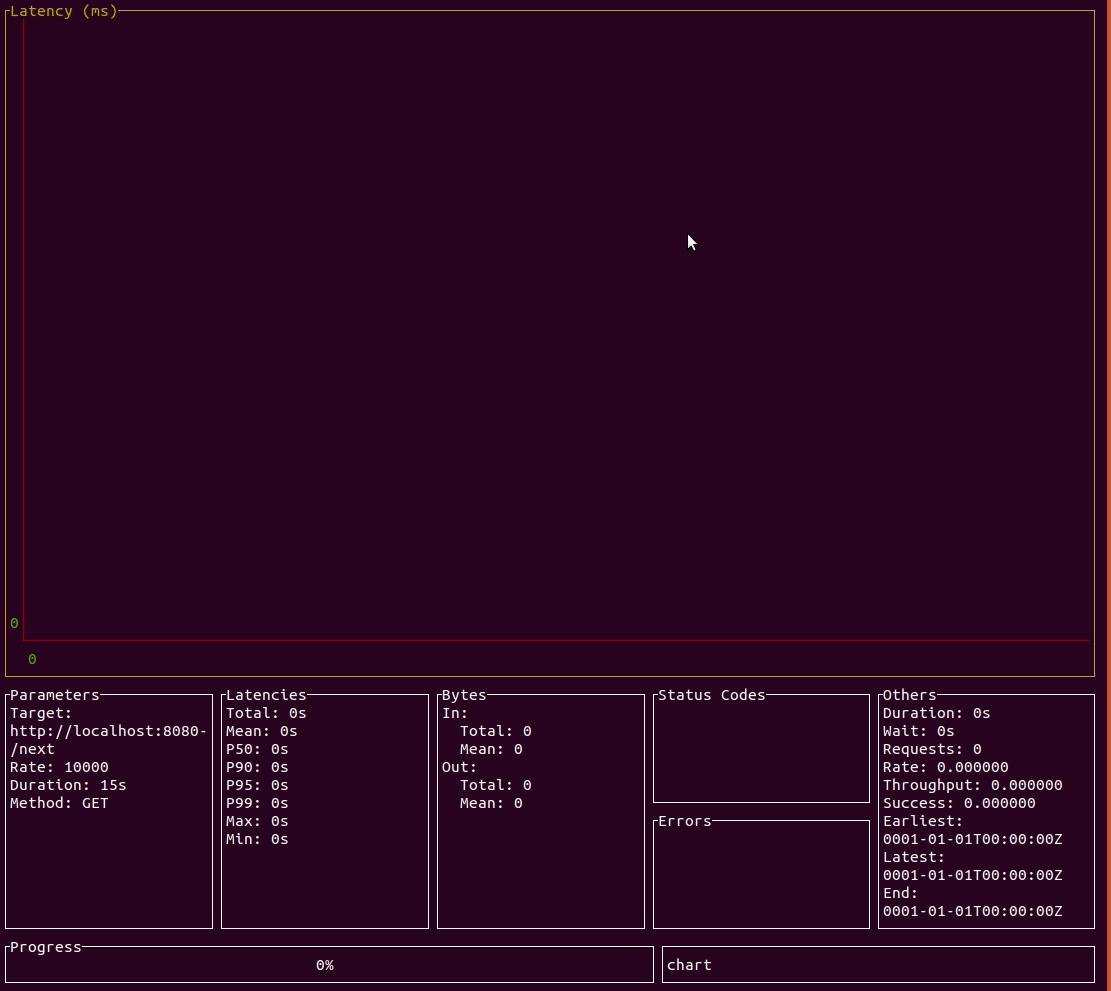 Latency (ms)
0
0
Parameters
Target:
http://localhost:8080-
/next
Rate: 10000
Duration: 15s
Method: GET
Latencies
Total: 0s
Mean: 0s
P50: 0s
P90: 0s
P95: 0s
P99: 0s
Max: 0s
Min: 0s
Bytes
In:
Total: 0
Mean: 0
Out:
Total: 0
Mean: 0
Status Codes
Errors
Others
Duration: 0s
Wait: 0s
Requests: 0
Rate: 0.000000
Throughput: 0.000000
Success: 0.000000
Earliest:
0001-01-01T00:00:00Z
Latest:
0001-01-01T00:00:00Z
End:
0001-01-01T00:00:00Z
Progress
0%
chart